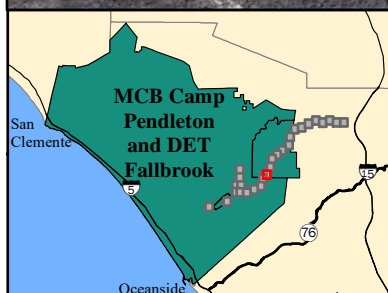 MCB Camp
Pendleton
and DET
Fallbrook
San
Clemente
5
15
76
Oceanside